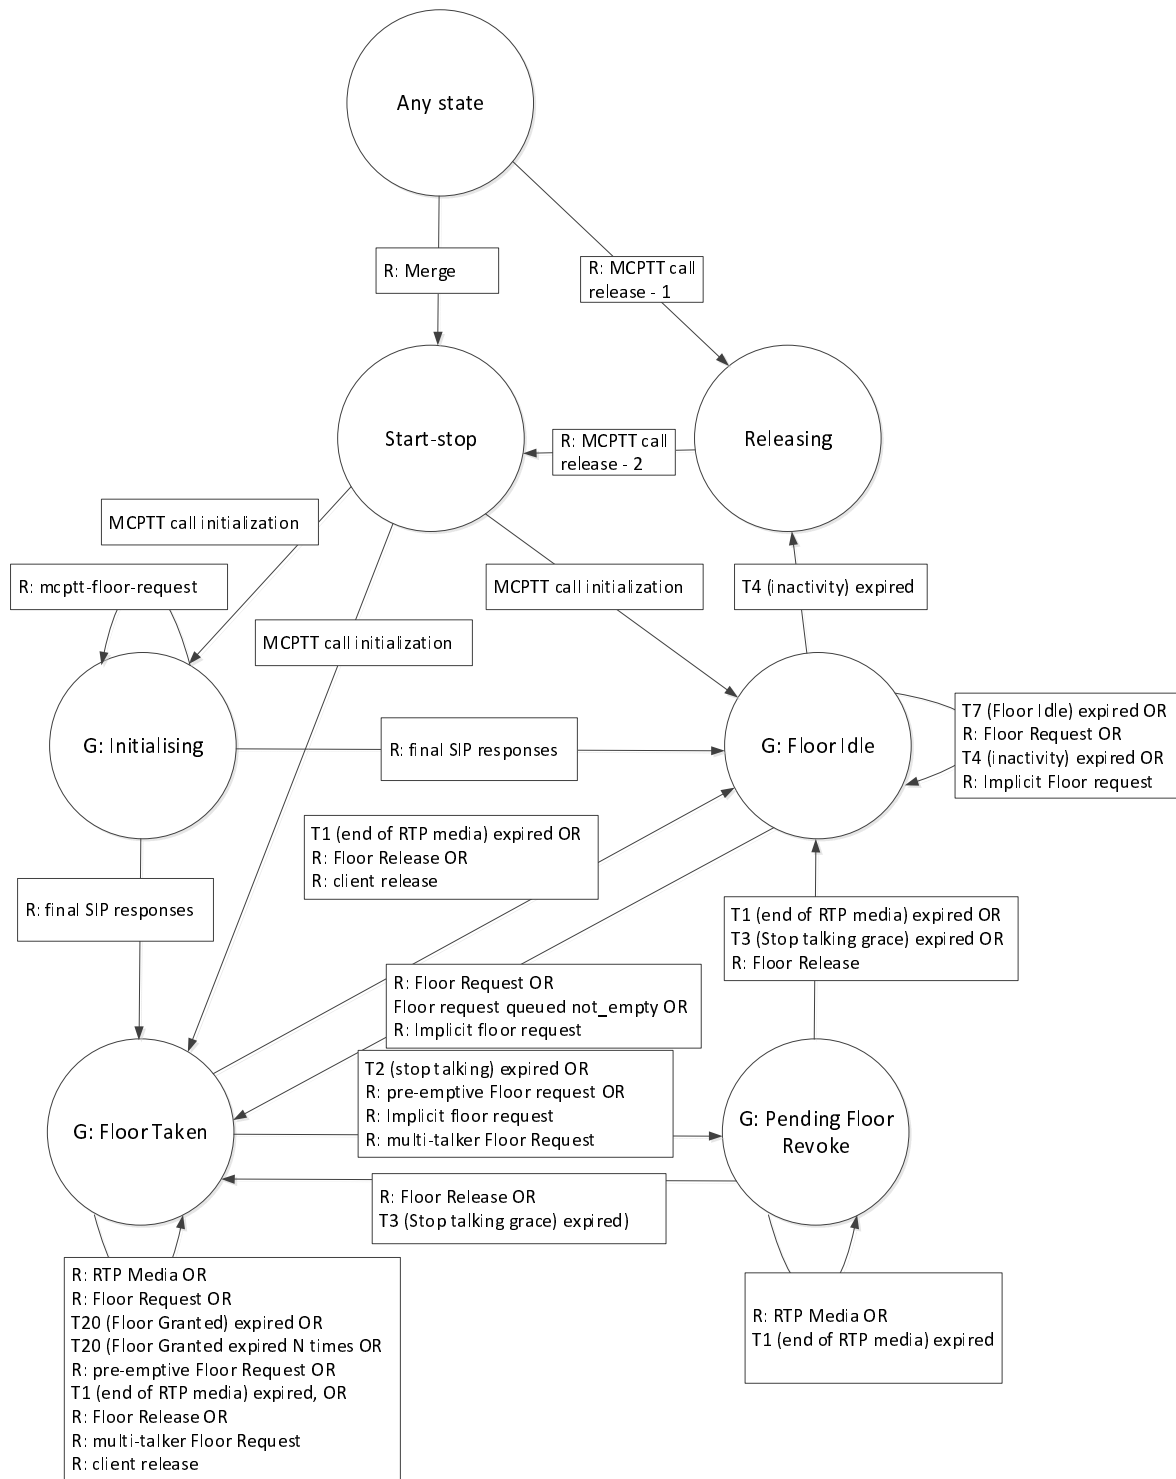 Any state
R: Merge
R: MCPTT call
release - 1
Start-stop
Releasing
R: MCPTT call
release - 2
MCPTT call initialization
R: mcptt-floor-request
MCPTT call initialization
T4 (inactivity) expired
MCPTT call initialization
G: Initialising
R: final SIP responses
G: Floor Idle
T7 (Floor Idle) expired OR
R: Floor Request OR
T4 (inactivity) expired OR
R: Implicit Floor request
T1 (end of RTP media) expired OR
R: Floor Release OR
R: client release
R: final SIP responses
T1 (end of RTP media) expired OR
T3 (Stop talking grace) expired OR
R: Floor Release
R: Floor Request OR
Floor request queued not_empty OR
R: Implicit floor request
T2 (stop talking) expired OR
R: pre-emptive Floor request OR
R: Implicit floor request
R: multi-talker Floor Request
G: Floor Taken
G: Pending Floor
Revoke
R: Floor Release OR
T3 (Stop talking grace) expired)
R: RTP Media OR
R: Floor Request OR
T20 (Floor Granted) expired OR
T20 (Floor Granted expired N times OR
R: pre-emptive Floor Request OR
T1 (end of RTP media) expired, OR
R: Floor Release OR
R: multi-talker Floor Request
R: client release
R: RTP Media OR
T1 (end of RTP media) expired